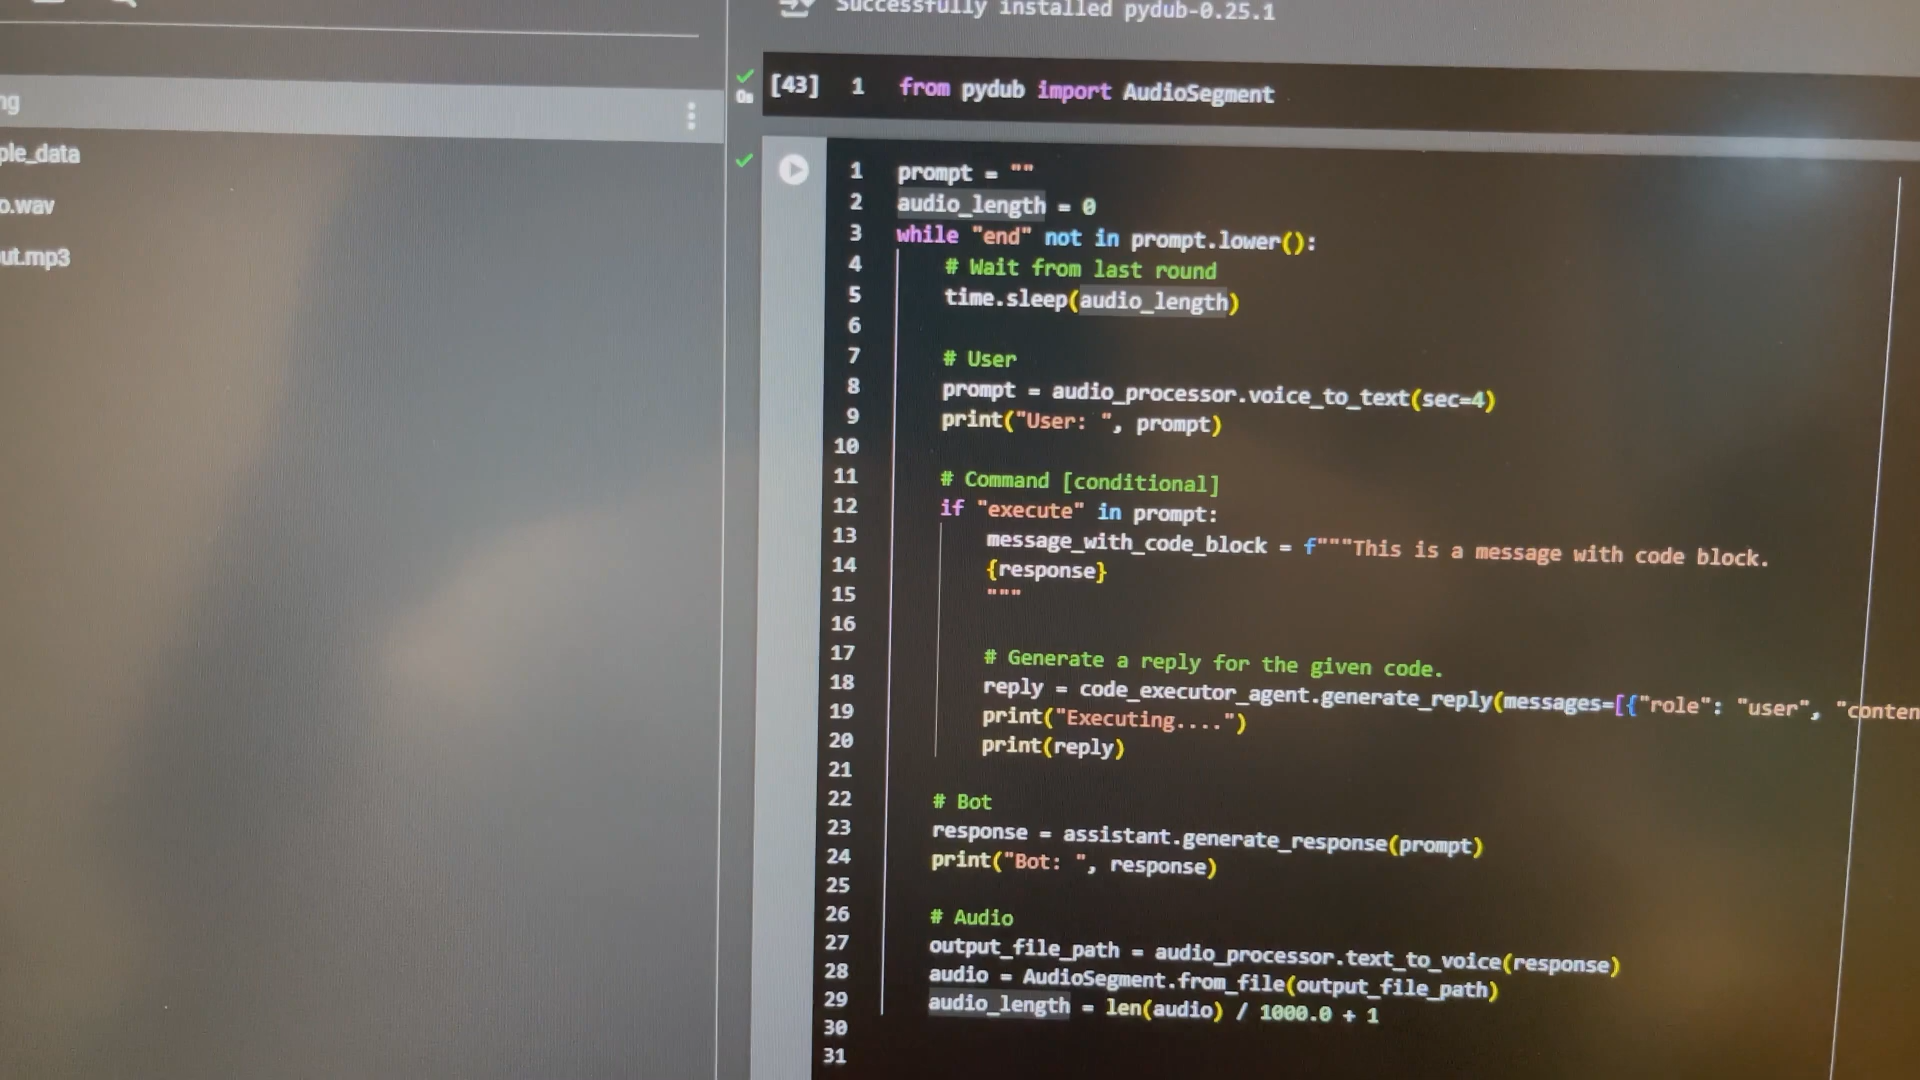 Successfully installed pydub-0.25.1
ng
ple_data
o.wav
ut.mp3
0s
[43] 1 from pydub import AudioSegment
1 prompt = ""
2 audio_length = 0
3 while "end" not in prompt.lower():
4 # Wait from last round
5 time.sleep(audio_length)
6
7 # User
8 prompt = audio_processor.voice_to_text(sec=4)
9 print("User: ", prompt)
10
11 # Command [conditional]
12 if "execute" in prompt:
13 message_with_code_block = f"""This is a message with code block.
14 {response}
15 """
16
17 # Generate a reply for the given code.
18 reply = code_executor_agent.generate_reply(messages=[{"role": "user", "conten
19 print("Executing....")
20 print(reply)
21
22 # Bot
23 response = assistant.generate_response(prompt)
24 print("Bot: ", response)
25
26 # Audio
27 output_file_path = audio_processor.text_to_voice(response)
28 audio = AudioSegment.from_file(output_file_path)
29 audio_length = len(audio) / 1000.0 + 1
30
31